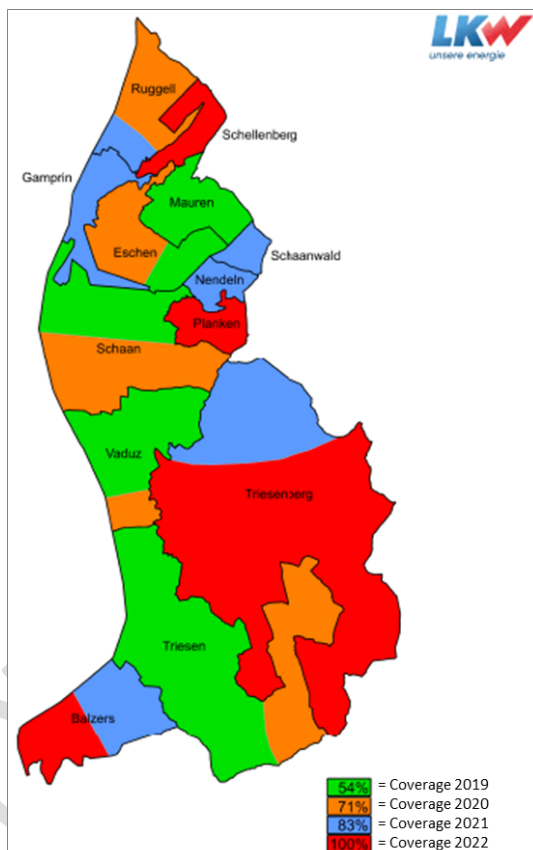 LKW
unsere energie
Ruggell
Schellenberg
Gamprin
Mauren
Eschen
Schaanwald
Nendeln
Planken
Schaan
Vaduz
Triesenberg
Triesen
Balzers
54% = Coverage 2019
71% = Coverage 2020
83% = Coverage 2021
100% = Coverage 2022